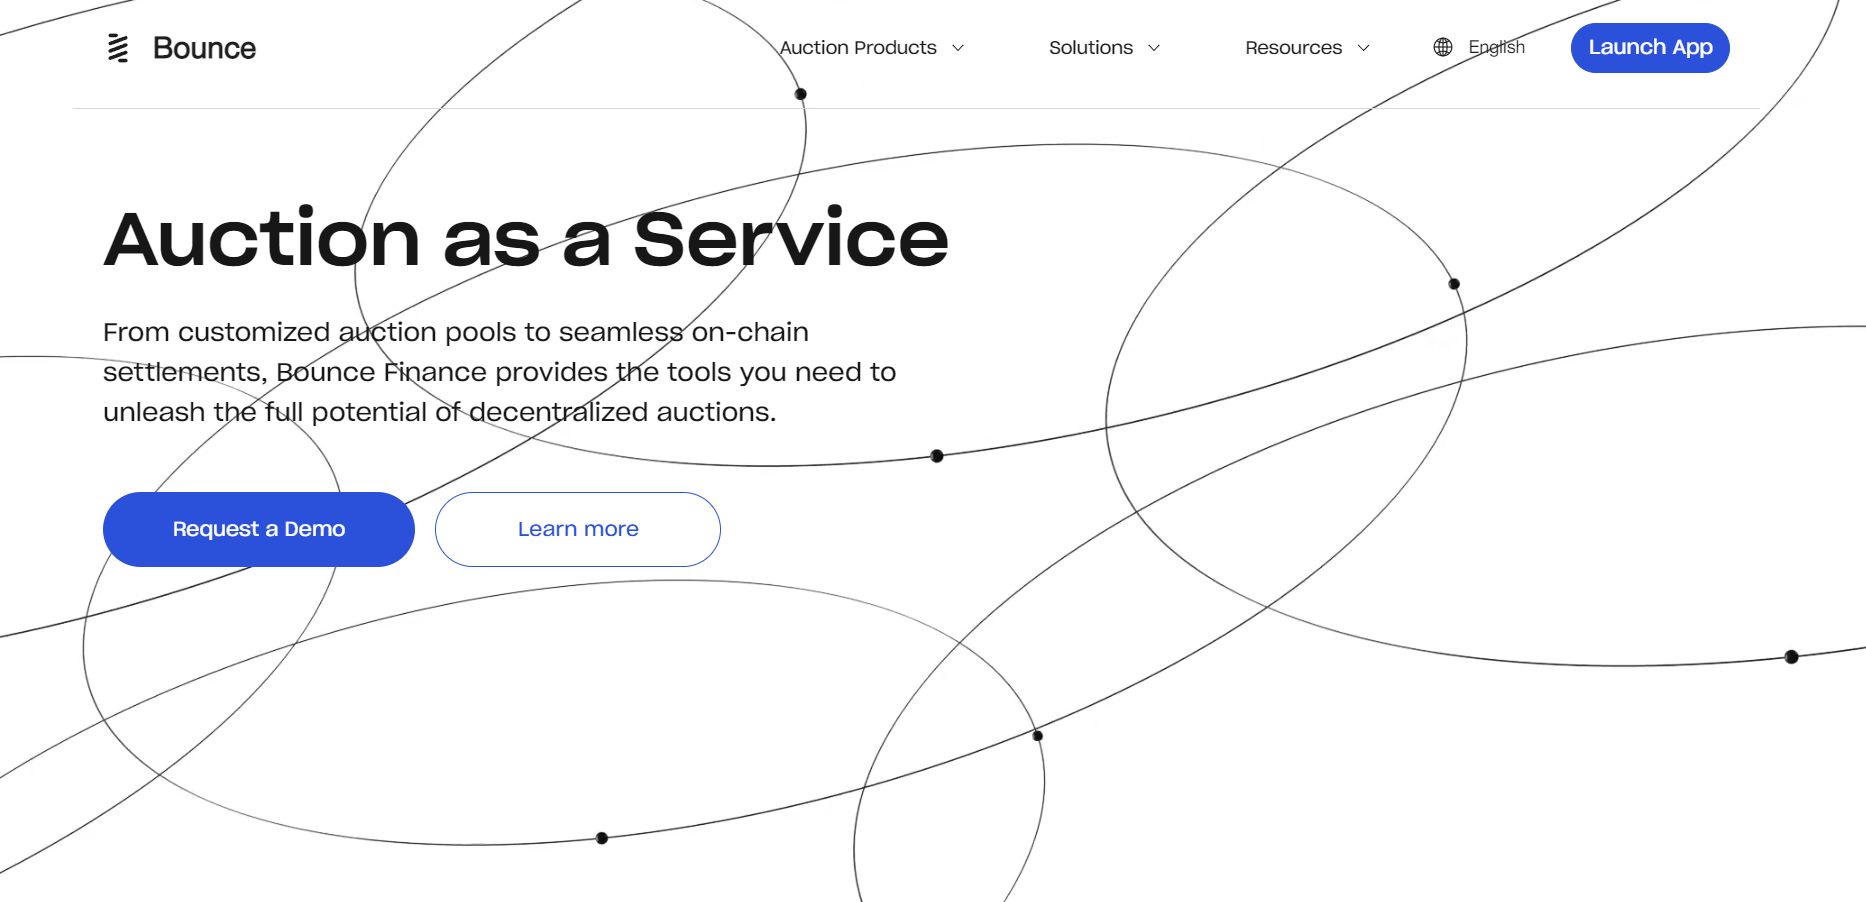 Bounce
Auction Products
Solutions
Resources
English
Launch App
Auction as a Service
From customized auction pools to seamless on-chain
settlements, Bounce Finance provides the tools you need to
unleash the full potential of decentralized auctions.
Request a Demo
Learn more